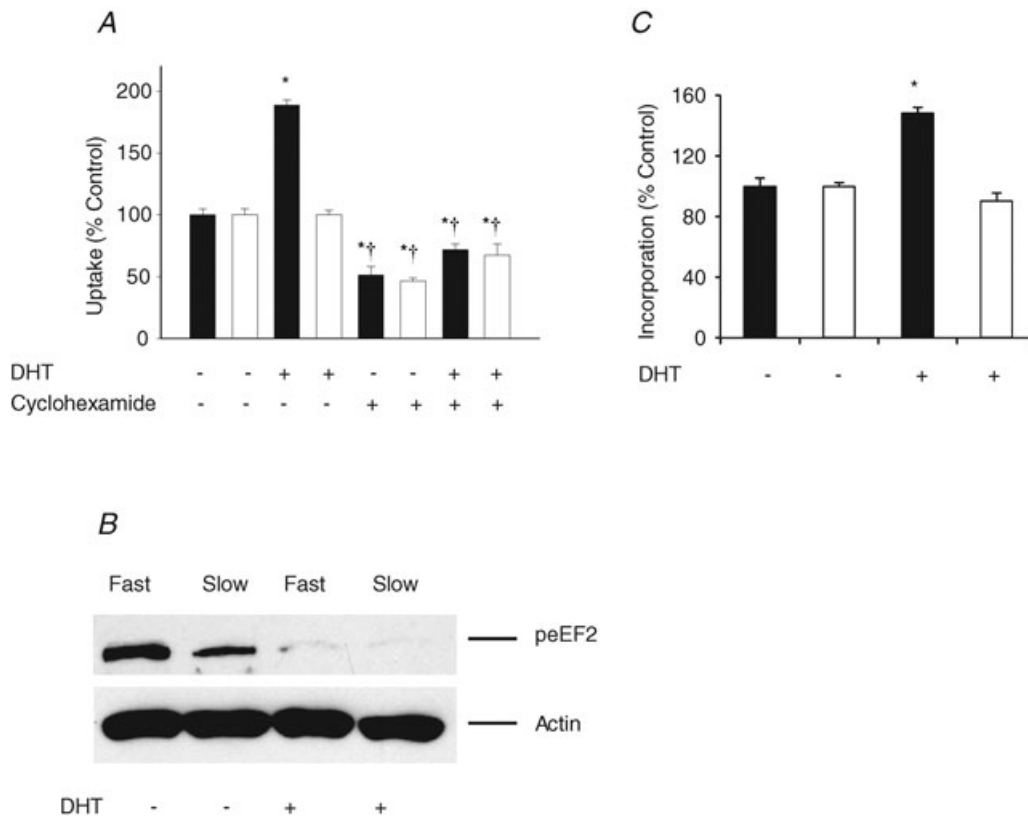 A
Uptake (% Control)
200
150
100
50
0
*
*†
*†
*†
*†
DHT - - + + - - + +
Cyclohexamide - - - - + + + +
C
Incorporation (% Control)
160
120
80
40
0
*
DHT - - + +
B
Fast Slow Fast Slow
peEF2
Actin
DHT - - + +